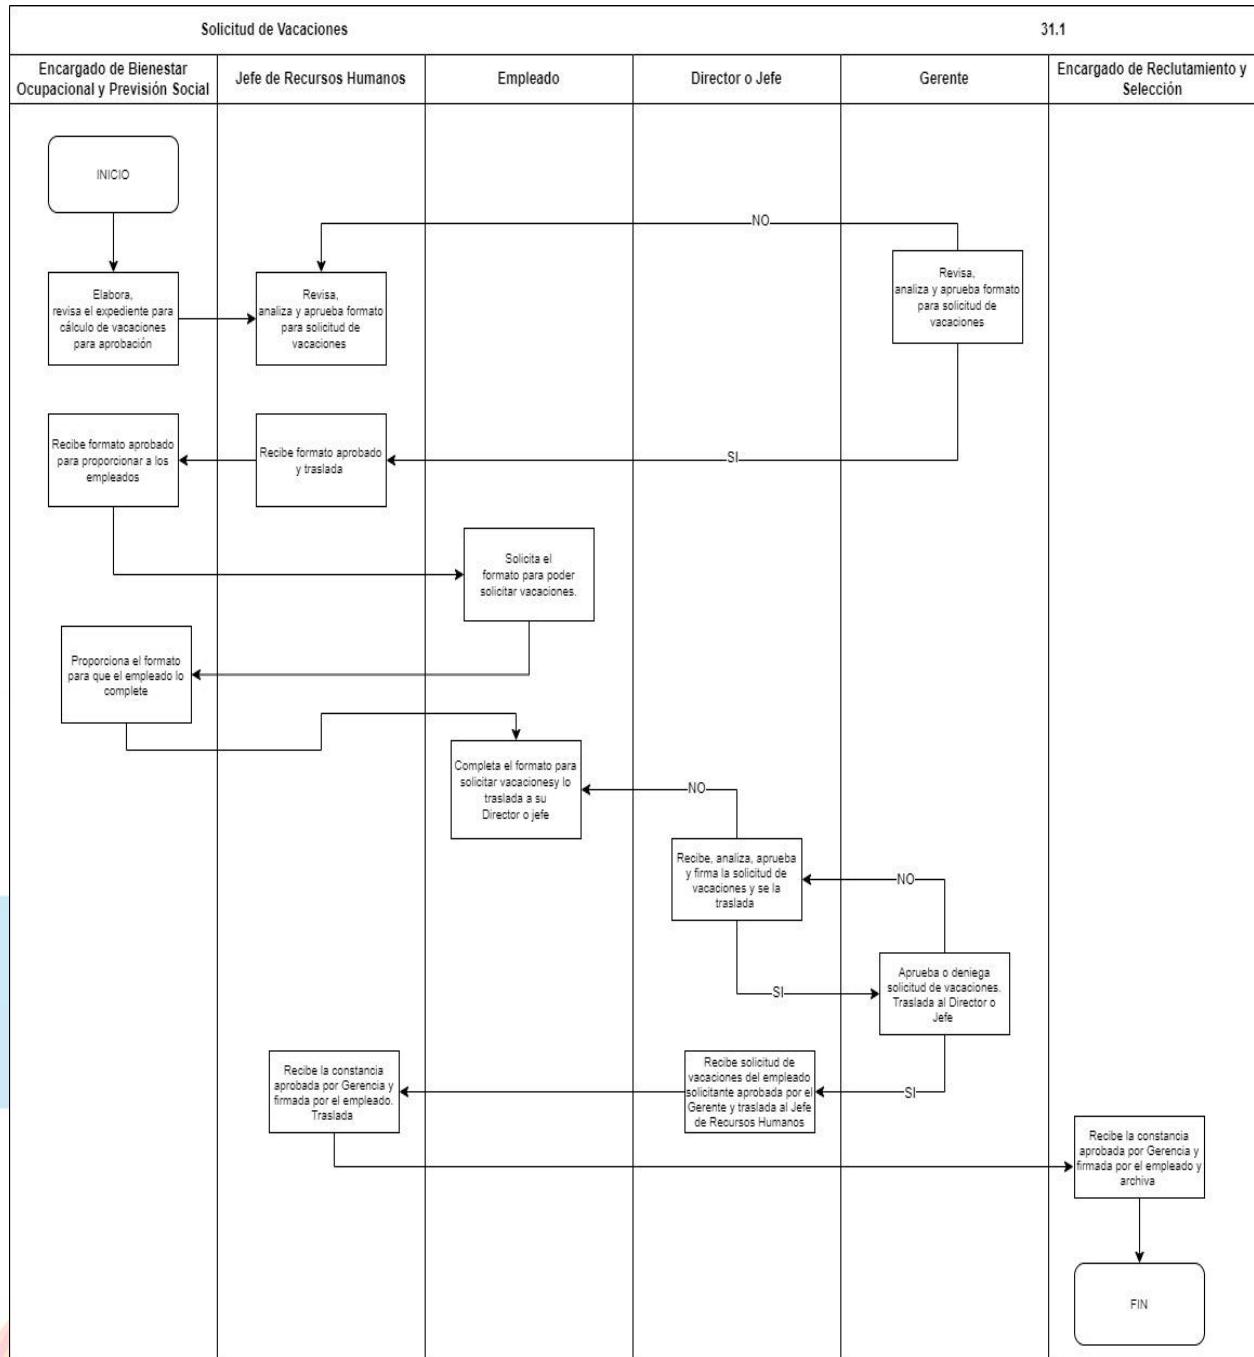 Solicitud de Vacaciones
31.1
Encargado de Bienestar
Ocupacional y Previsión Social
Jefe de Recursos Humanos
Empleado
Director o Jefe
Gerente
Encargado de Reclutamiento y
Selección
INICIO
NO
Elabora,
revisa el expediente para
cálculo de vacaciones
para aprobación
Revisa,
analiza y aprueba formato
para solicitud de
vacaciones
Revisa,
analiza y aprueba formato
para solicitud de
vacaciones
Recibe formato aprobado
para proporcionar a los
empleados
Recibe formato aprobado
y traslada
SI
Solicita el
formato para poder
solicitar vacaciones.
Proporciona el formato
para que el empleado lo
complete
Completa el formato para
solicitar vacacionesy lo
traslada a su
Director o jefe
NO
Recibe, analiza, aprueba
y firma la solicitud de
vacaciones y se la
traslada
NO
SI
Aprueba o deniega
solicitud de vacaciones.
Traslada al Director o
Jefe
Recibe la constancia
aprobada por Gerencia y
firmada por el empleado.
Traslada
Recibe solicitud de
vacaciones del empleado
solicitante aprobada por el
Gerente y traslada al Jefe
de Recursos Humanos
SI
Recibe la constancia
aprobada por Gerencia y
firmada por el empleado y
archiva
FIN